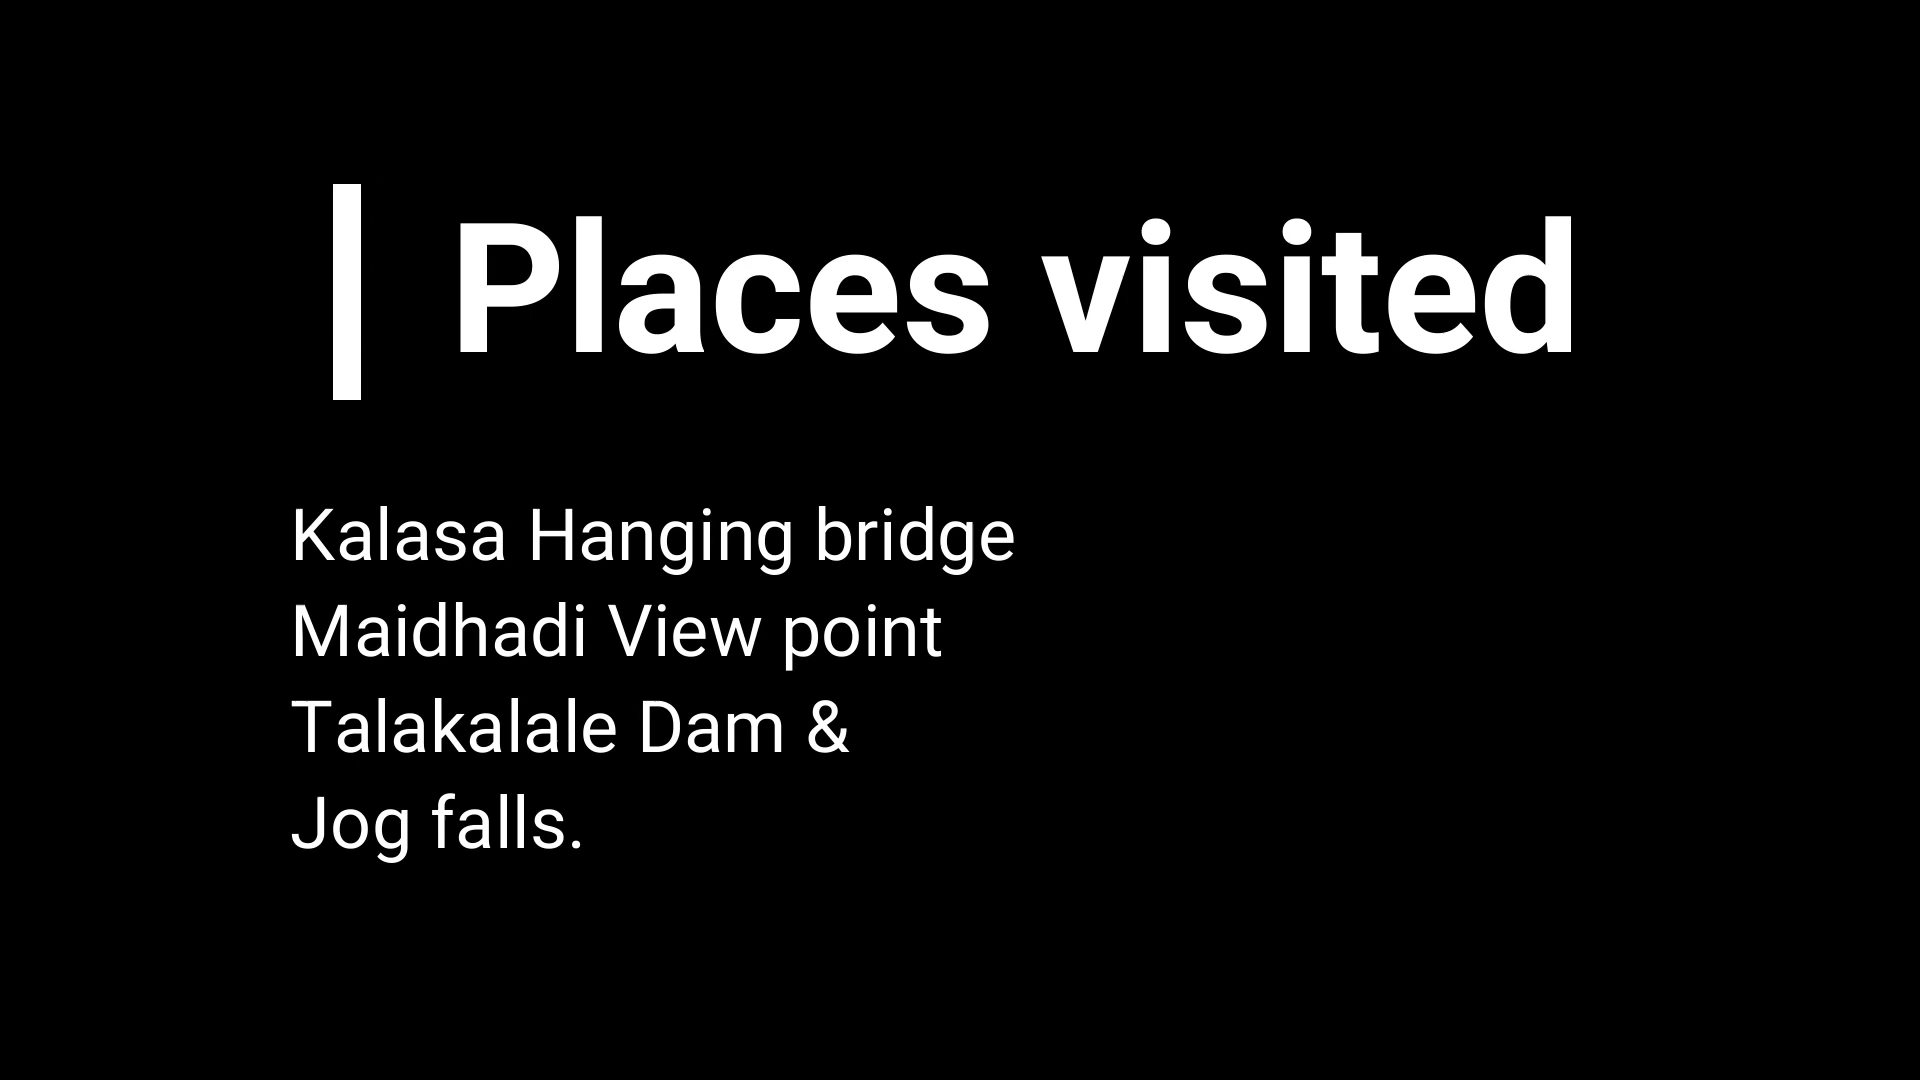 Places visited
Kalasa Hanging bridge
Maidhadi View point
Talakalale Dam &
Jog falls.